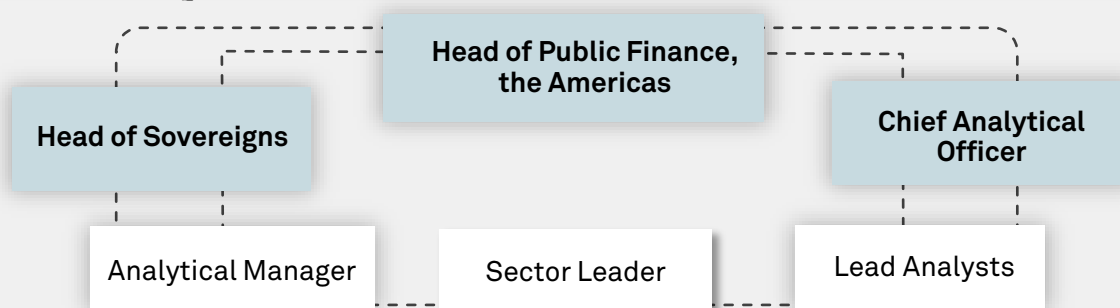 Head of Public Finance,
the Americas
Head of Sovereigns
Chief Analytical
Officer
Analytical Manager
Sector Leader
Lead Analysts